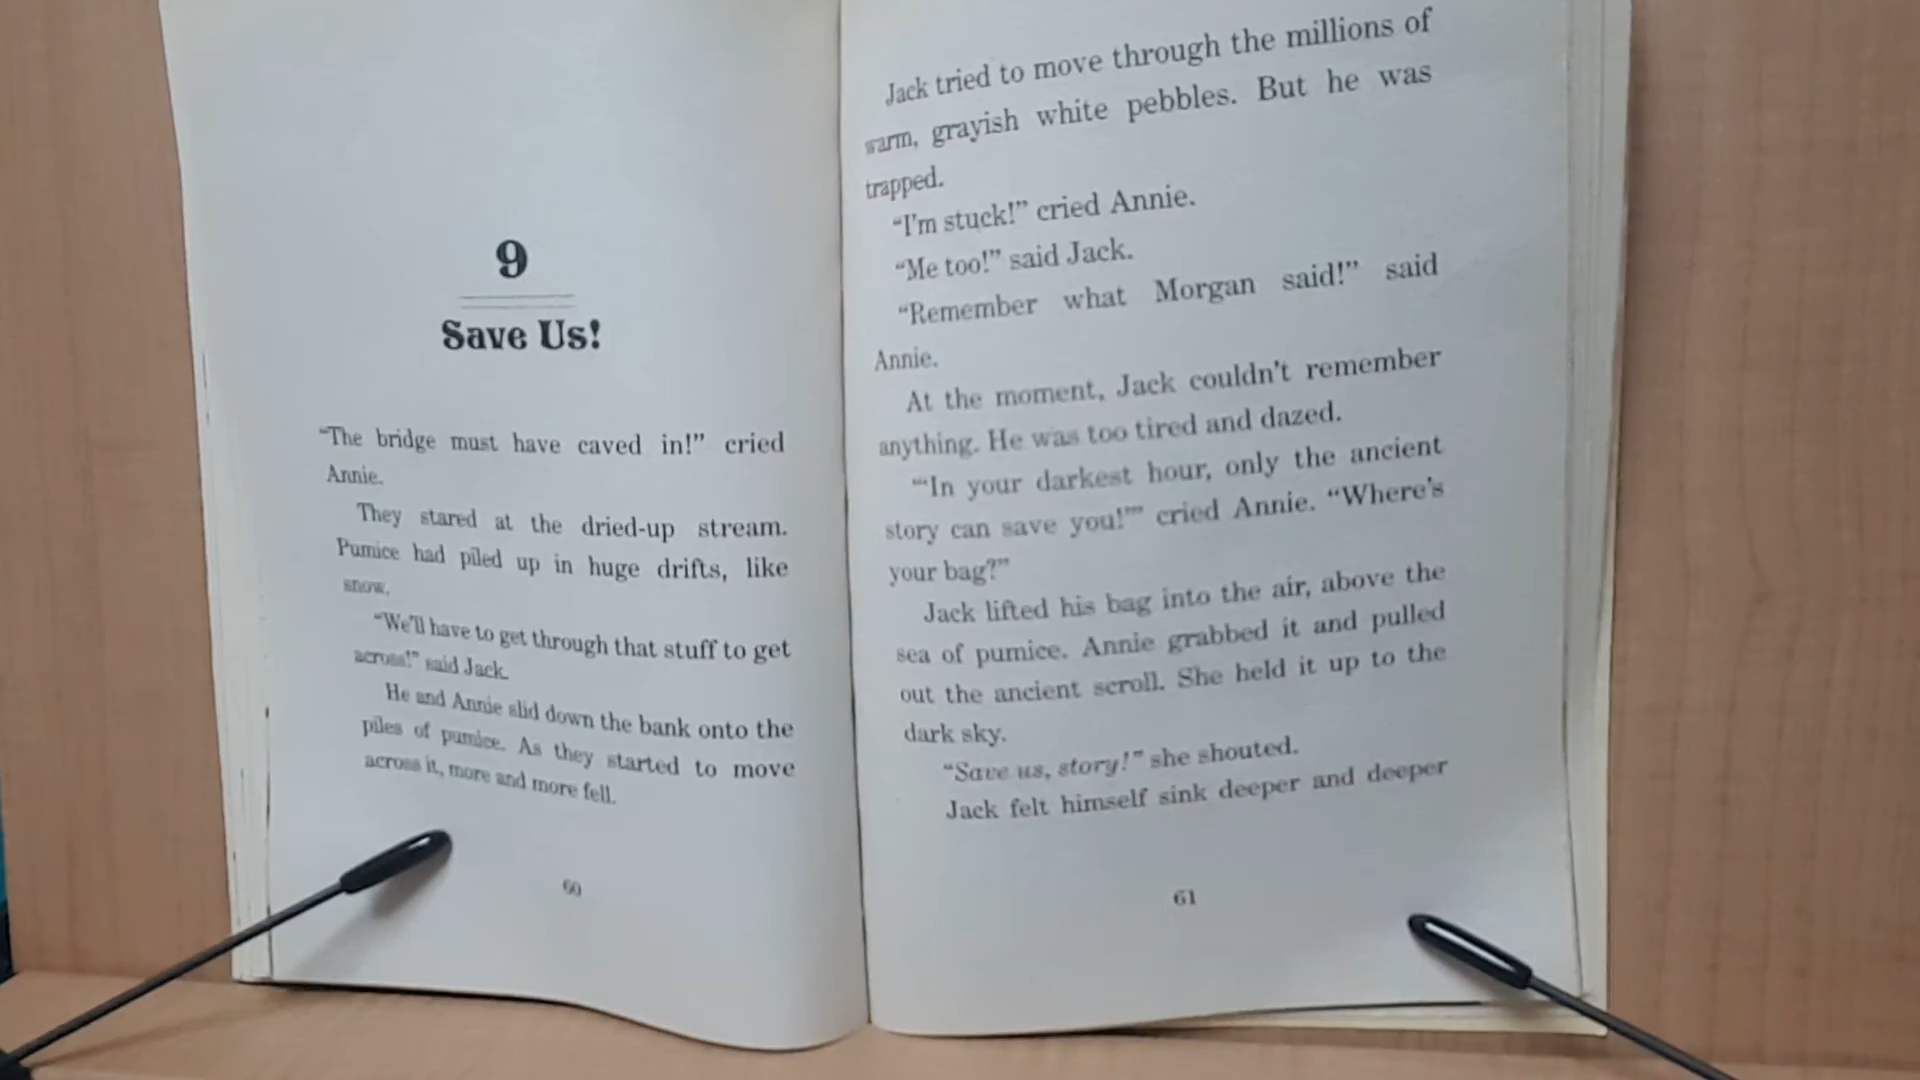 9
Save Us!
“The bridge must have caved in!” cried
Annie.
They stared at the dried-up stream.
Pumice had piled up in huge drifts, like
snow.
“We'll have to get through that stuff to get
across!” said Jack.
He and Annie slid down the bank onto the
piles of pumice. As they started to move
across it, more and more fell.
60
Jack tried to move through the millions of
warm, grayish white pebbles. But he was
trapped.
“I'm stuck!” cried Annie.
“Me too!” said Jack.
“Remember what Morgan said!” said
Annie.
At the moment, Jack couldn't remember
anything. He was too tired and dazed.
“‘In your darkest hour, only the ancient
story can save you!’” cried Annie. “Where's
your bag?”
Jack lifted his bag into the air, above the
sea of pumice. Annie grabbed it and pulled
out the ancient scroll. She held it up to the
dark sky.
“Save us, story!” she shouted.
Jack felt himself sink deeper and deeper
61